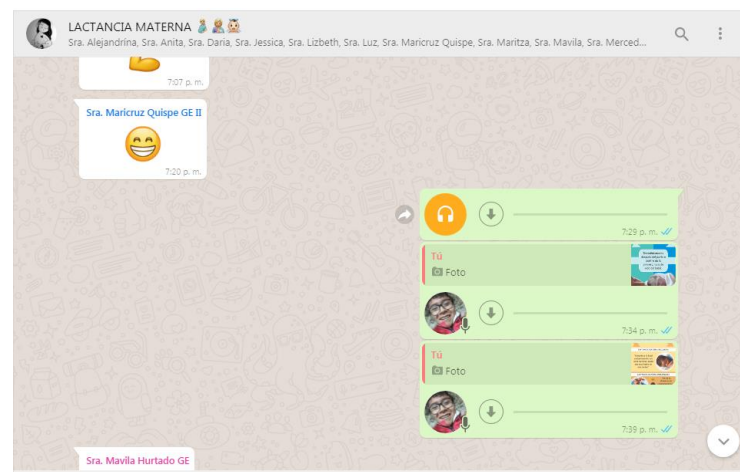 LACTANCIA MATERNA
Sra. Alejandrina, Sra. Anita, Sra. Daria, Sra. Jessica, Sra. Lizbeth, Sra. Luz, Sra. Maricruz Quispe, Sra. Maritza, Sra. Mavila, Sra. Merced...
7:07 p. m.
Sra. Maricruz Quispe GE II
7:20 p. m.
7:29 p. m.
Tú
Foto
7:34 p. m.
Tú
Foto
7:39 p. m.
Sra. Mavila Hurtado GE